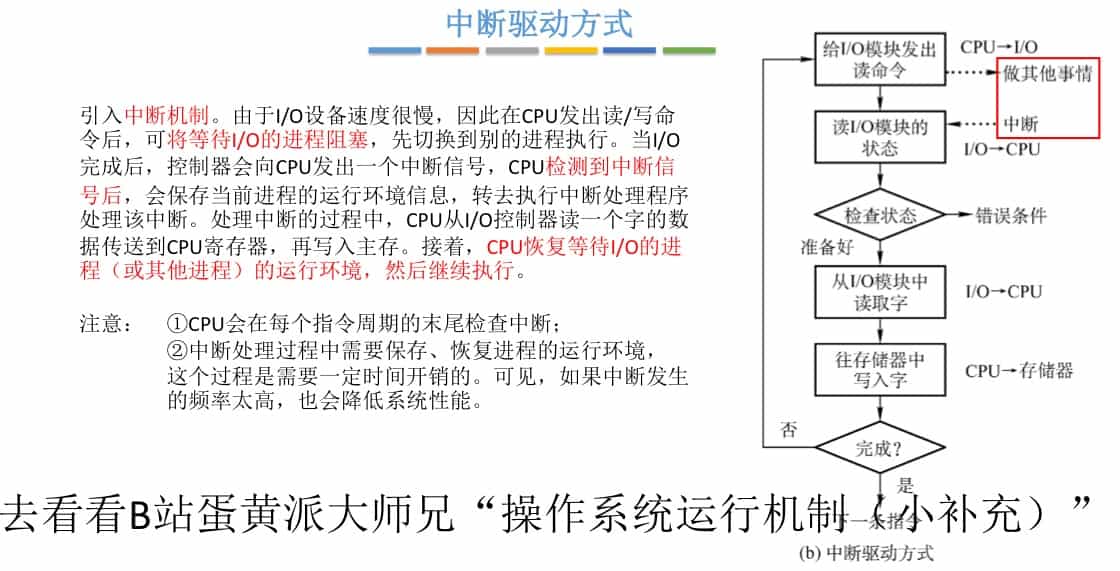 中断驱动方式
引入中断机制。由于I/O设备速度很慢，因此在CPU发出读/写命
令后，可将等待I/O的进程阻塞，先切换到别的进程执行。当I/O
完成后，控制器会向CPU发出一个中断信号，CPU检测到中断信
号后，会保存当前进程的运行环境信息，转去执行中断处理程序
处理该中断。处理中断的过程中，CPU从I/O控制器读一个字的数
据传送到CPU寄存器，再写入主存。接着，CPU恢复等待I/O的进
程（或其他进程）的运行环境，然后继续执行。
注意： ①CPU会在每个指令周期的末尾检查中断；
②中断处理过程中需要保存、恢复进程的运行环境，
这个过程是需要一定时间开销的。可见，如果中断发生
的频率太高，也会降低系统性能。
给I/O模块发出
读命令
CPU→I/O
做其他事情
读I/O模块的
状态
中断
I/O→CPU
检查状态
错误条件
准备好
从I/O模块中
读取字
I/O→CPU
往存储器中
写入字
CPU→存储器
否
完成？
是
下一条指令
(b) 中断驱动方式
去看看B站蛋黄派大师兄“操作系统运行机制（小补充）”